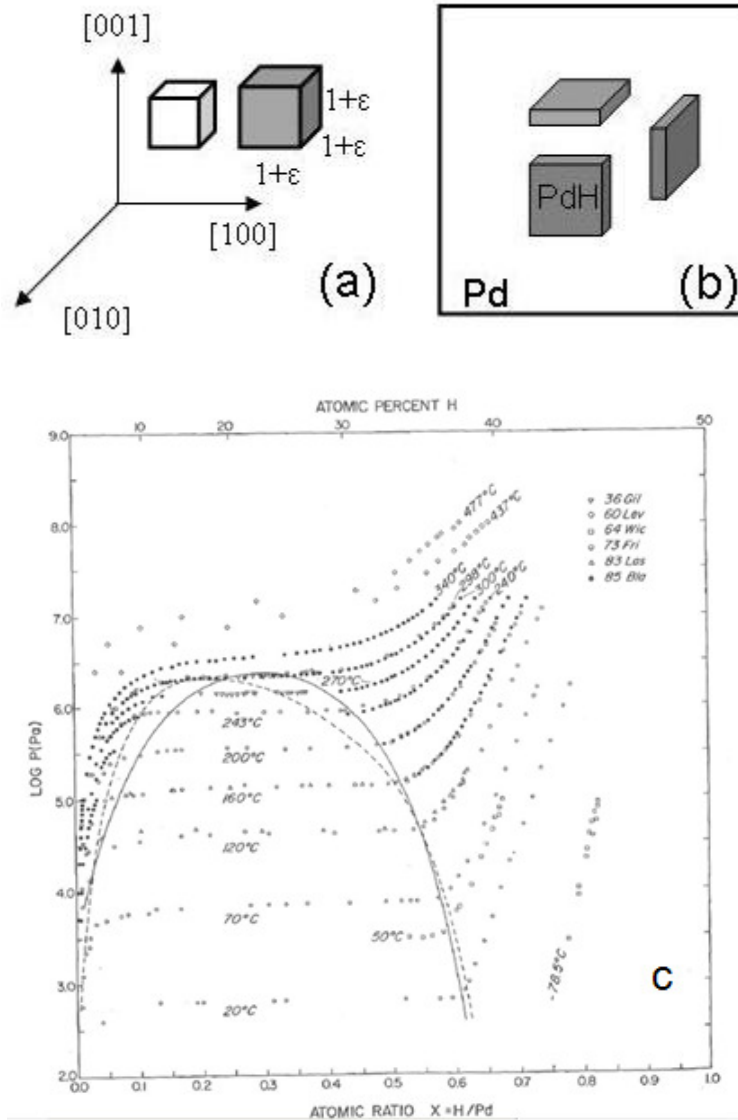 [001]
1+ε
1+ε
1+ε
[100]
[010]
(a)
PdH
Pd
(b)
ATOMIC PERCENT H
10 20 30 40 50
9.0
8.0
7.0
6.0
5.0
4.0
3.0
2.0
LOG P(Pa)
477°C
437°C
36 Gil
60 Lev
64 Wic
73 Fri
83 Las
85 Bla
340°C
298°C
300°C
240°C
270°C
243°C
200°C
160°C
120°C
70°C
50°C
20°C
-78.5°C
c
0.0 0.1 0.2 0.3 0.4 0.5 0.6 0.7 0.8 0.9 1.0
ATOMIC RATIO X = H/Pd